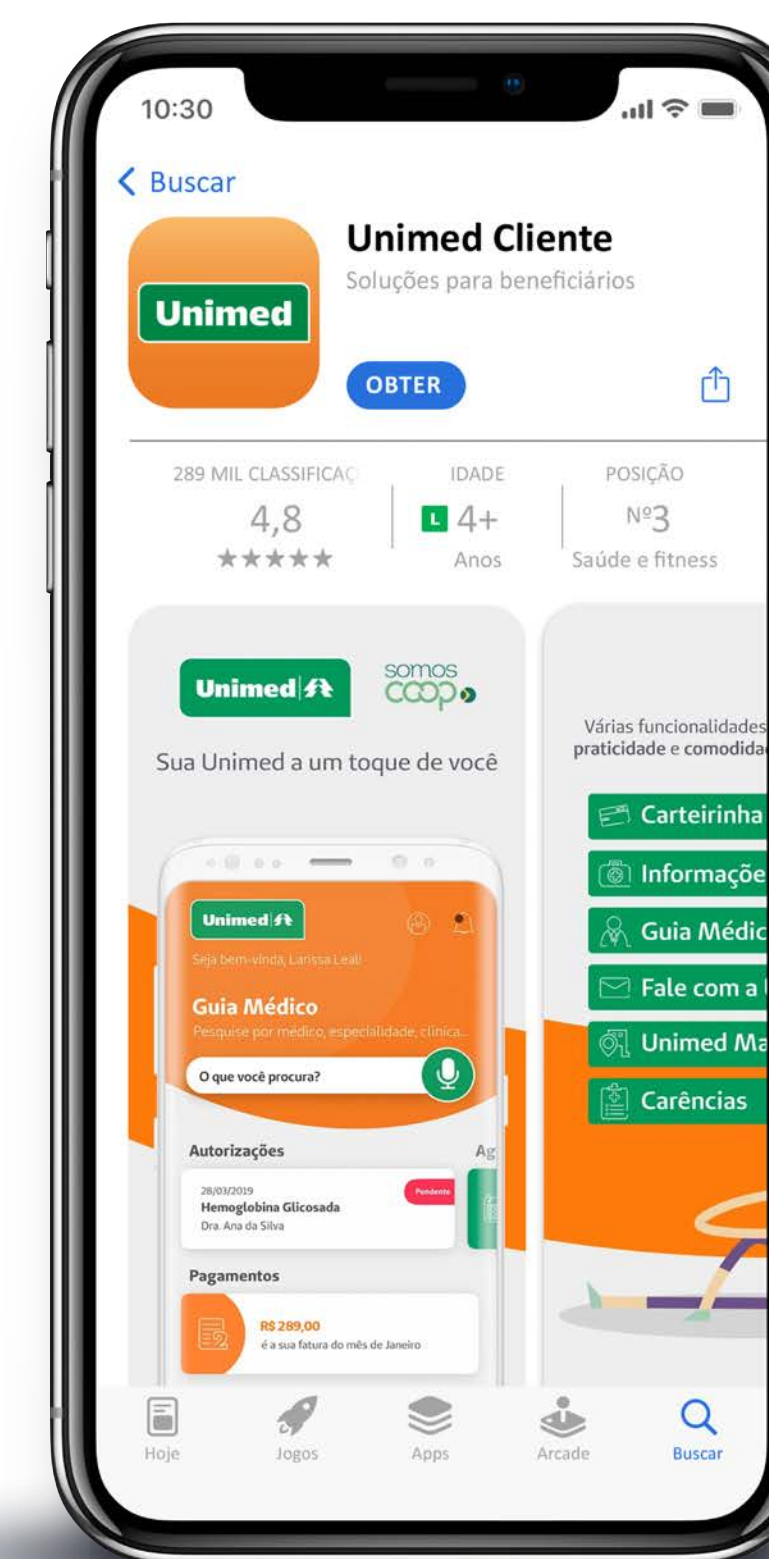 10:30
Buscar
Unimed
Unimed Cliente
Soluções para beneficiários
OBTER
289 MIL CLASSIFICAÇ
4,8
IDADE
L 4+
Anos
POSIÇÃO
Nº3
Saúde e fitness
Unimed
somos
coop
Sua Unimed a um toque de você
Unimed
Seja bem-vinda, Larissa Leal!
Guia Médico
Pesquise por médico, especialidade, clínica...
O que você procura?
Autorizações
Ag
28/03/2019
Hemoglobina Glicosada
Dra. Ana da Silva
Pendente
Pagamentos
R$ 289,00
é a sua fatura do mês de Janeiro
Várias funcionalidades
praticidade e comodidad
Carteirinha
Informaçõe
Guia Médic
Fale com a
Unimed Ma
Carências
Hoje
Jogos
Apps
Arcade
Buscar